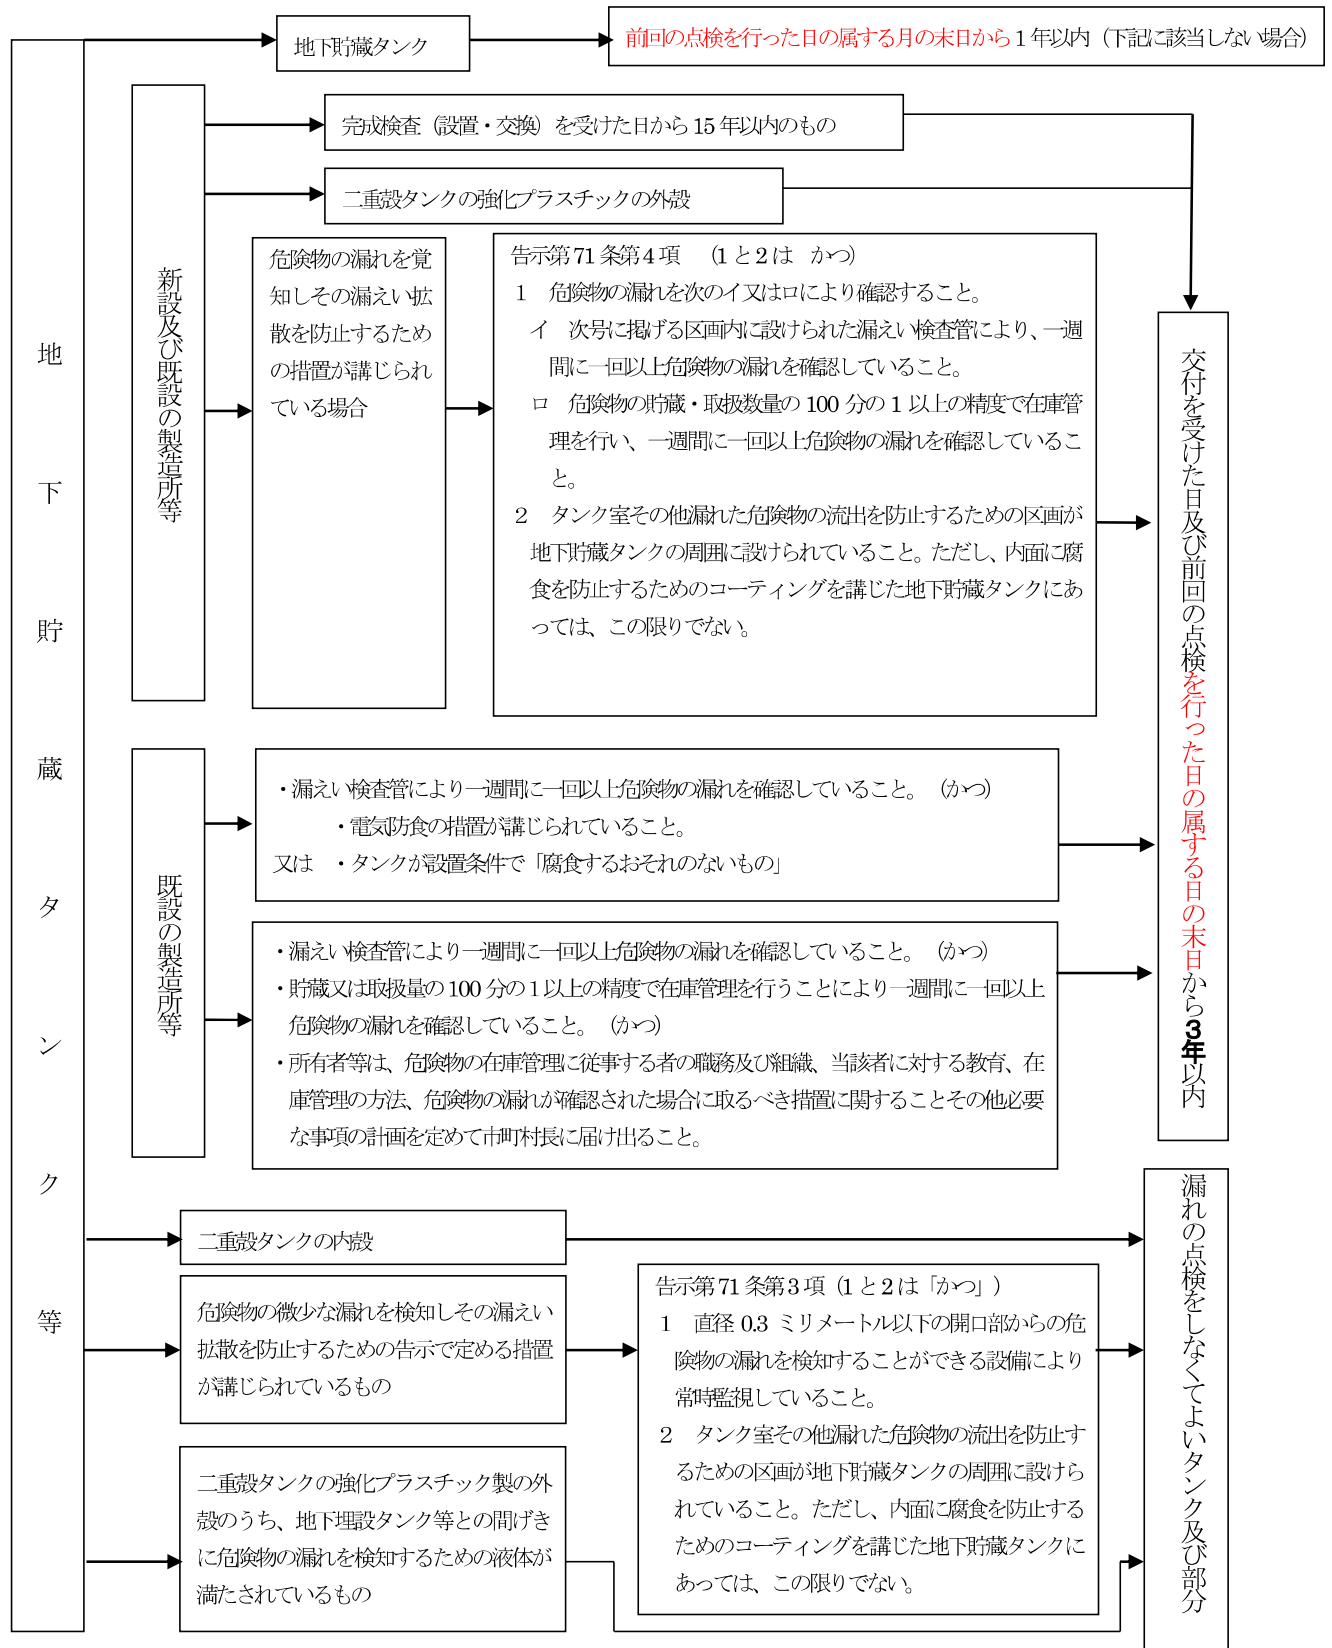 地下貯蔵タンク等
地下貯蔵タンク
前回の点検を行った日の属する月の末日から１年以内（下記に該当しない場合）
新設及び既設の製造所等
完成検査（設置・交換）を受けた日から 15 年以内のもの
二重殻タンクの強化プラスチックの外殻
危険物の漏れを覚
知しその漏えい拡
散を防止するため
の措置が講じられ
ている場合
告示第 71 条第４項　（１と２は　かつ）
１　危険物の漏れを次のイ又はロにより確認すること。
イ　次号に掲げる区画内に設けられた漏えい検査管により、一週
間に一回以上危険物の漏れを確認していること。
ロ　危険物の貯蔵・取扱数量の 100 分の１以上の精度で在庫管
理を行い、一週間に一回以上危険物の漏れを確認しているこ
と。
２　タンク室その他漏れた危険物の流出を防止するための区画が
地下貯蔵タンクの周囲に設けられていること。ただし、内面に腐
食を防止するためのコーティングを講じた地下貯蔵タンクにあ
っては、この限りでない。
交付を受けた日及び前回の点検を行った日の属する日の末日から３年以内
既設の製造所等
・漏えい検査管により一週間に一回以上危険物の漏れを確認していること。（かつ）
・電気防食の措置が講じられていること。
又は　・タンクが設置条件で「腐食するおそれのないもの」
・漏えい検査管により一週間に一回以上危険物の漏れを確認していること。（かつ）
・貯蔵又は取扱量の 100 分の１以上の精度で在庫管理を行うことにより一週間に一回以上
危険物の漏れを確認していること。（かつ）
・所有者等は、危険物の在庫管理に従事する者の職務及び組織、当該者に対する教育、在
庫管理の方法、危険物の漏れが確認された場合に取るべき措置に関することその他必要
な事項の計画を定めて市町村長に届け出ること。
二重殻タンクの内殻
危険物の微少な漏れを検知しその漏えい
拡散を防止するための告示で定める措置
が講じられているもの
告示第 71 条第３項（１と２は「かつ」）
１　直径 0.3 ミリメートル以下の開口部からの危
険物の漏れを検知することができる設備により
常時監視していること。
２　タンク室その他漏れた危険物の流出を防止す
るための区画が地下貯蔵タンクの周囲に設けら
れていること。ただし、内面に腐食を防止する
ためのコーティングを講じた地下貯蔵タンクに
あっては、この限りでない。
二重殻タンクの強化プラスチック製の外
殻のうち、地下埋設タンク等との間げき
に危険物の漏れを検知するための液体が
満たされているもの
漏れの点検をしなくてよいタンク及び部分